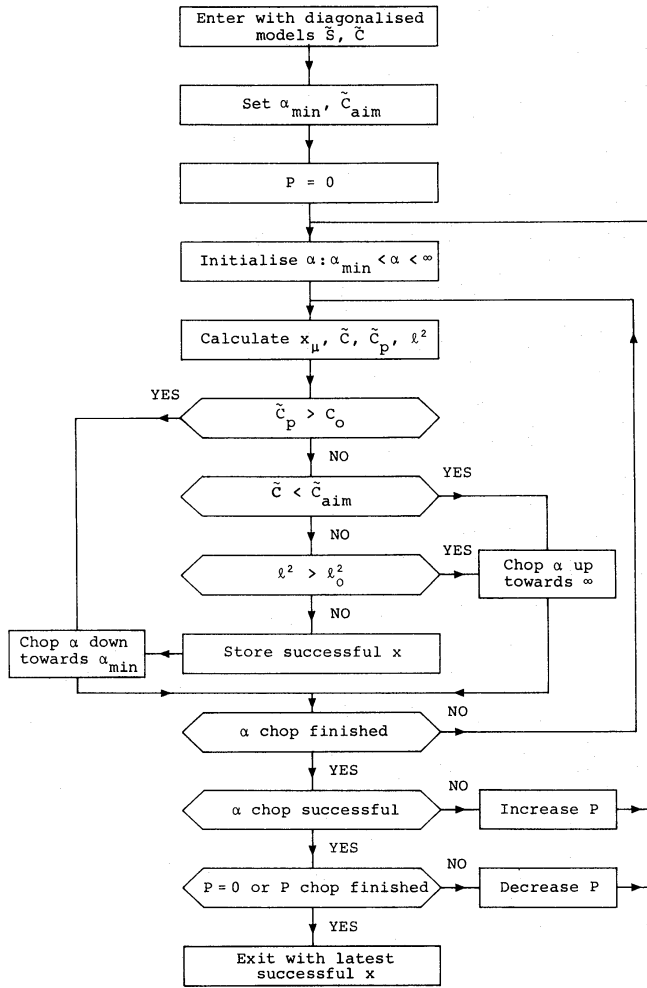 Enter with diagonalised
models S̃, C̃
Set α_min, C̃_aim
P = 0
Initialise α: α_min < α < ∞
Calculate x_μ, C̃, C̃_p, ℓ²
YES
C̃_p > C_o
NO
YES
C̃ < C̃_aim
NO
YES
ℓ² > ℓ_o²
Chop α up
towards ∞
NO
Chop α down
towards α_min
Store successful x
NO
α chop finished
YES
NO
α chop successful
Increase P
YES
NO
P=0 or P chop finished
Decrease P
YES
Exit with latest
successful x